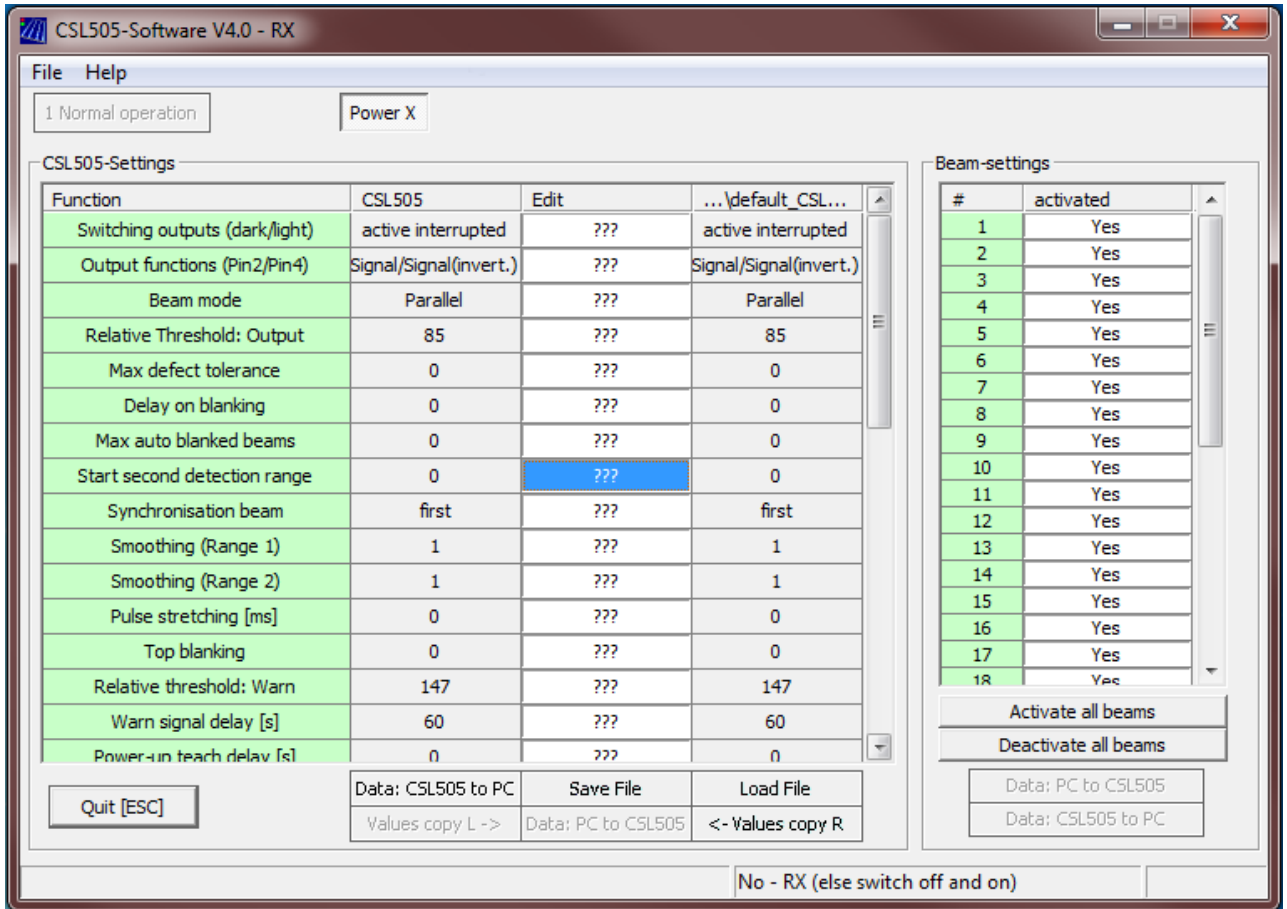 CSL505-Software V4.0 - RX
File Help
1 Normal operation Power X
CSL505-Settings
Function CSL505 Edit ...\default_CSL...
Switching outputs (dark/light) active interrupted ??? active interrupted
Output functions (Pin2/Pin4) Signal/Signal(invert.) ??? Signal/Signal(invert.)
Beam mode Parallel ??? Parallel
Relative Threshold: Output 85 ??? 85
Max defect tolerance 0 ??? 0
Delay on blanking 0 ??? 0
Max auto blanked beams 0 ??? 0
Start second detection range 0 ??? 0
Synchronisation beam first ??? first
Smoothing (Range 1) 1 ??? 1
Smoothing (Range 2) 1 ??? 1
Pulse stretching [ms] 0 ??? 0
Top blanking 0 ??? 0
Relative threshold: Warn 147 ??? 147
Warn signal delay [s] 60 ??? 60
Power-up teach delay [s] 0 ??? 0
Data: CSL505 to PC Save File Load File
Quit [ESC]
Values copy L -> Data: PC to CSL505 <- Values copy R
Beam-settings
# activated
1 Yes
2 Yes
3 Yes
4 Yes
5 Yes
6 Yes
7 Yes
8 Yes
9 Yes
10 Yes
11 Yes
12 Yes
13 Yes
14 Yes
15 Yes
16 Yes
17 Yes
18 Yes
Activate all beams
Deactivate all beams
Data: PC to CSL505
Data: CSL505 to PC
No - RX (else switch off and on)